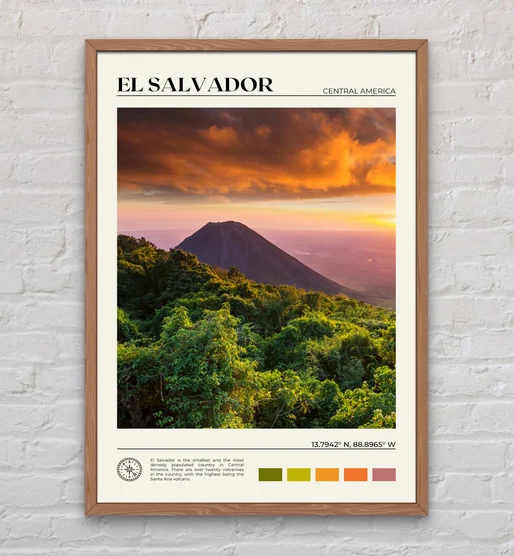 EL SALVADOR
CENTRAL AMERICA
13.7942° N, 88.8965° W
El Salvador is the smallest and the most
densely populated country in Central
America. There are over twenty volcanoes
in the country, with the highest being the
Santa Ana volcano.